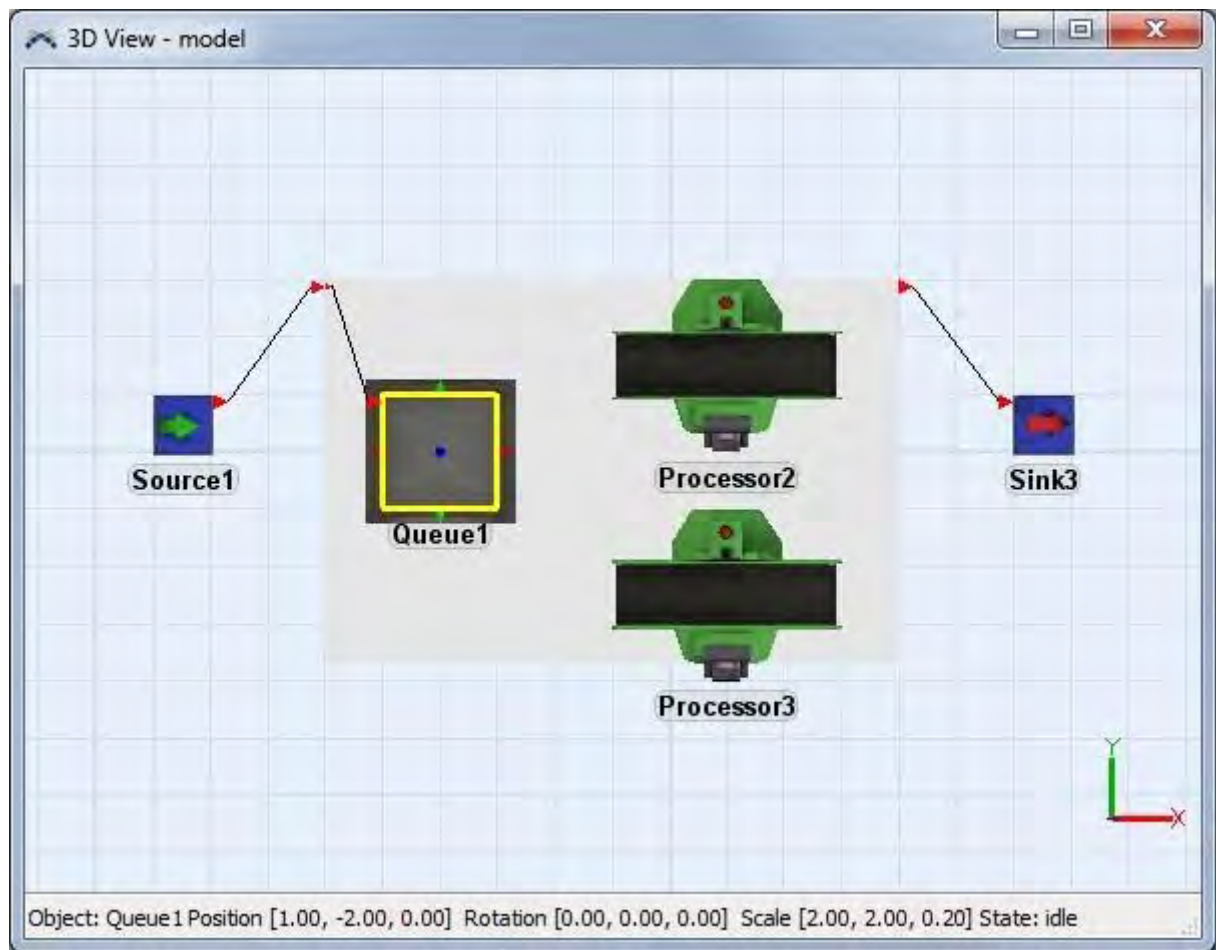 3D View - model
Source1
Queue1
Processor2
Sink3
Processor3
Y
X
Object: Queue1 Position [1.00, -2.00, 0.00] Rotation [0.00, 0.00, 0.00] Scale [2.00, 2.00, 0.20] State: idle